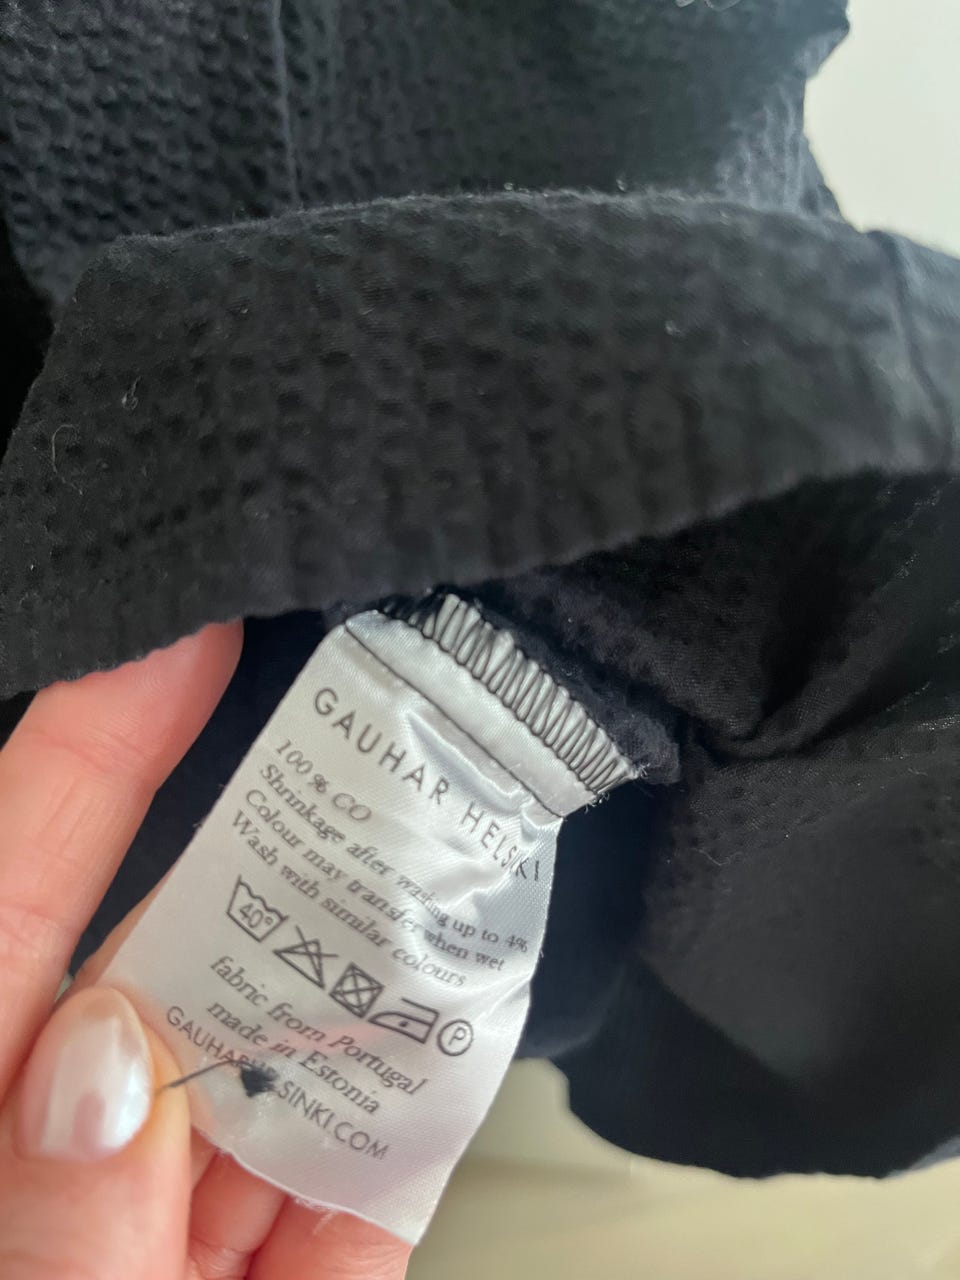 GAUHAR HELSINKI
100 % CO
Shrinkage after washing up to 4%
Colour may transfer when wet
Wash with similar colours
40° P
fabric from Portugal
made in Estonia
GAUHARHELSINKI.COM